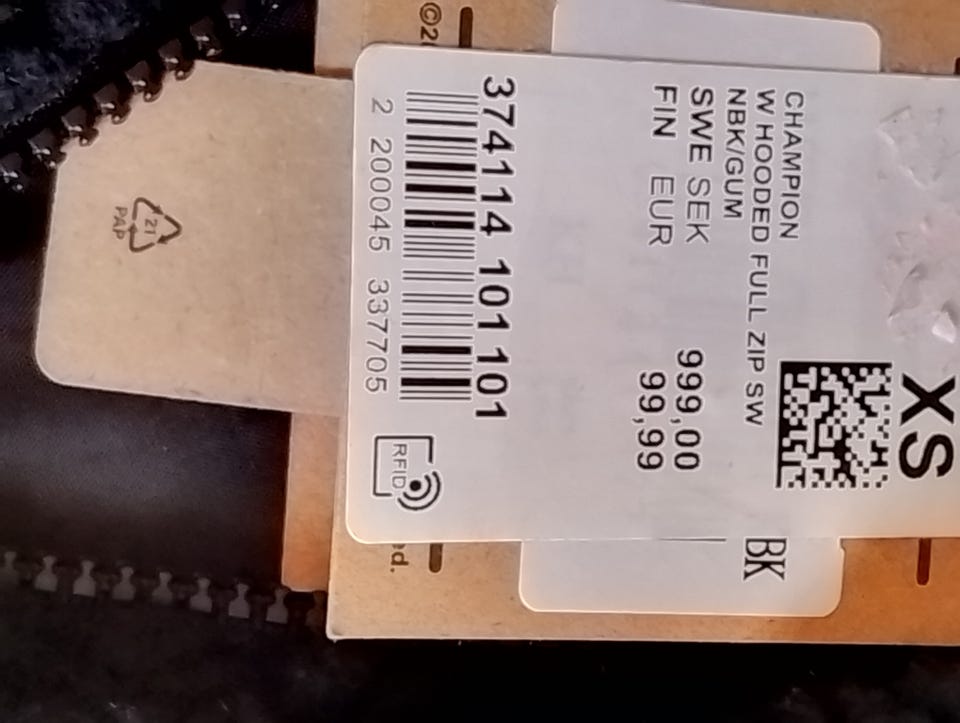 XS
CHAMPION
W HOODED FULL ZIP SW
NBK/GUM
SWE SEK 999,00
FIN EUR 99,99
374114 101 101
2 200045 337705
RFID
BK
ed.
21
PAP